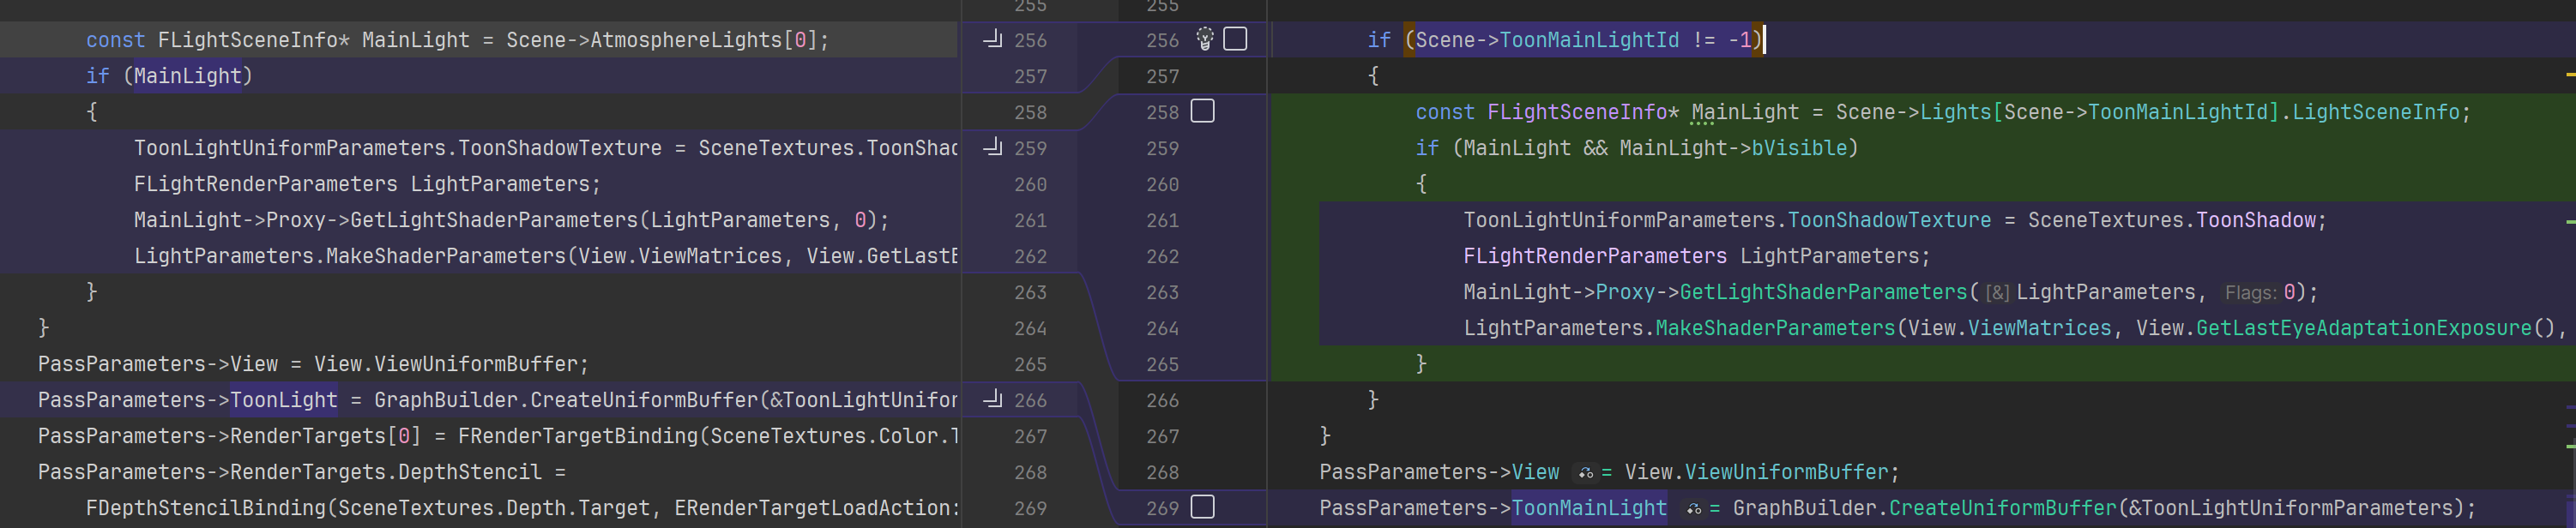 255
const FLightSceneInfo* MainLight = Scene->AtmosphereLights[0];
256
if (MainLight)
257
{
258
ToonLightUniformParameters.ToonShadowTexture = SceneTextures.ToonShad
259
FLightRenderParameters LightParameters;
260
MainLight->Proxy->GetLightShaderParameters(LightParameters, 0);
261
LightParameters.MakeShaderParameters(View.ViewMatrices, View.GetLastE
262
}
263
}
264
PassParameters->View = View.ViewUniformBuffer;
265
PassParameters->ToonLight = GraphBuilder.CreateUniformBuffer(&ToonLightUnifor
266
PassParameters->RenderTargets[0] = FRenderTargetBinding(SceneTextures.Color.T
267
PassParameters->RenderTargets.DepthStencil =
268
FDepthStencilBinding(SceneTextures.Depth.Target, ERenderTargetLoadAction:
269
255
256 if (Scene->ToonMainLightId != -1)
257 {
258 const FLightSceneInfo* MainLight = Scene->Lights[Scene->ToonMainLightId].LightSceneInfo;
259 if (MainLight && MainLight->bVisible)
260 {
261 ToonLightUniformParameters.ToonShadowTexture = SceneTextures.ToonShadow;
262 FLightRenderParameters LightParameters;
263 MainLight->Proxy->GetLightShaderParameters([&]LightParameters, Flags: 0);
264 LightParameters.MakeShaderParameters(View.ViewMatrices, View.GetLastEyeAdaptationExposure(),
265 }
266 }
267 }
268 PassParameters->View = View.ViewUniformBuffer;
269 PassParameters->ToonMainLight = GraphBuilder.CreateUniformBuffer(&ToonLightUniformParameters);